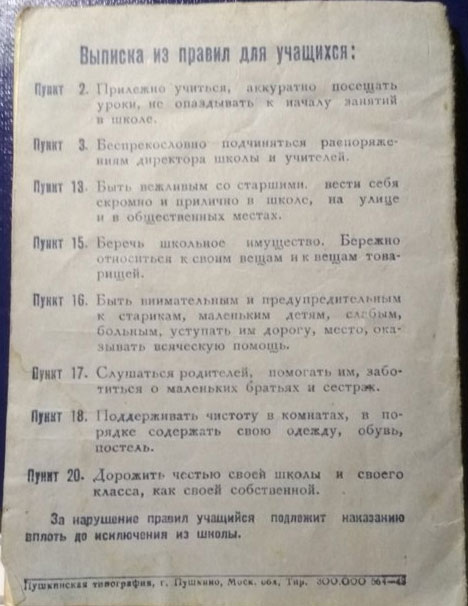 Выписка из правил для учащихся:
Пункт 2. Прилежно учиться, аккуратно посещать
уроки, не опаздывать к началу занятий
в школе.
Пункт 3. Беспрекословно подчиняться распоряже-
ниям директора школы и учителей.
Пункт 13. Быть вежливым со старшими. вести себя
скромно и прилично в школе, на улице
и в общественных местах.
Пункт 15. Беречь школьное имущество. Бережно
относиться к своим вещам и к вещам това-
рищей.
Пункт 16. Быть внимательным и предупредительным
к старикам, маленьким детям, слабым,
больным, уступать им дорогу, место, ока-
зывать всяческую помощь.
Пункт 17. Слушаться родителей, помогать им, забо-
титься о маленьких братьях и сестрах.
Пункт 18. Поддерживать чистоту в комнатах, в по-
рядке содержать свою одежду, обувь,
постель.
Пункт 20. Дорожить честью своей школы и своего
класса, как своей собственной.
За нарушение правил учащийся подлежит наказанию
вплоть до исключения из школы.
Пушкинская типография, г. Пушкино, Моск. обл, Тир. 300.000